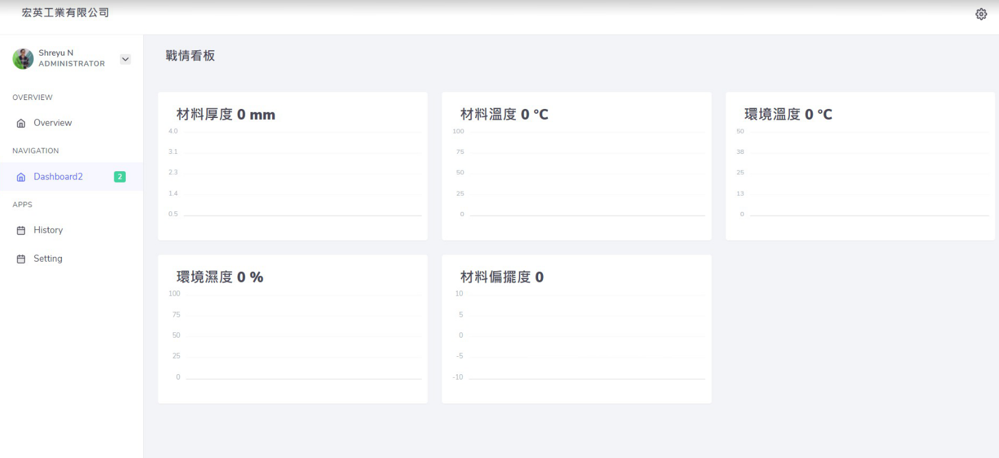 宏英工業有限公司
Shreyu N
ADMINISTRATOR
OVERVIEW
Overview
NAVIGATION
Dashboard2 2
APPS
History
Setting
戰情看板
材料厚度 0 mm
4.0
3.1
2.3
1.4
0.5
材料溫度 0 °C
100
75
50
25
0
環境溫度 0 °C
50
38
25
13
0
環境濕度 0 %
100
75
50
25
0
材料偏擺度 0
10
5
0
-5
-10